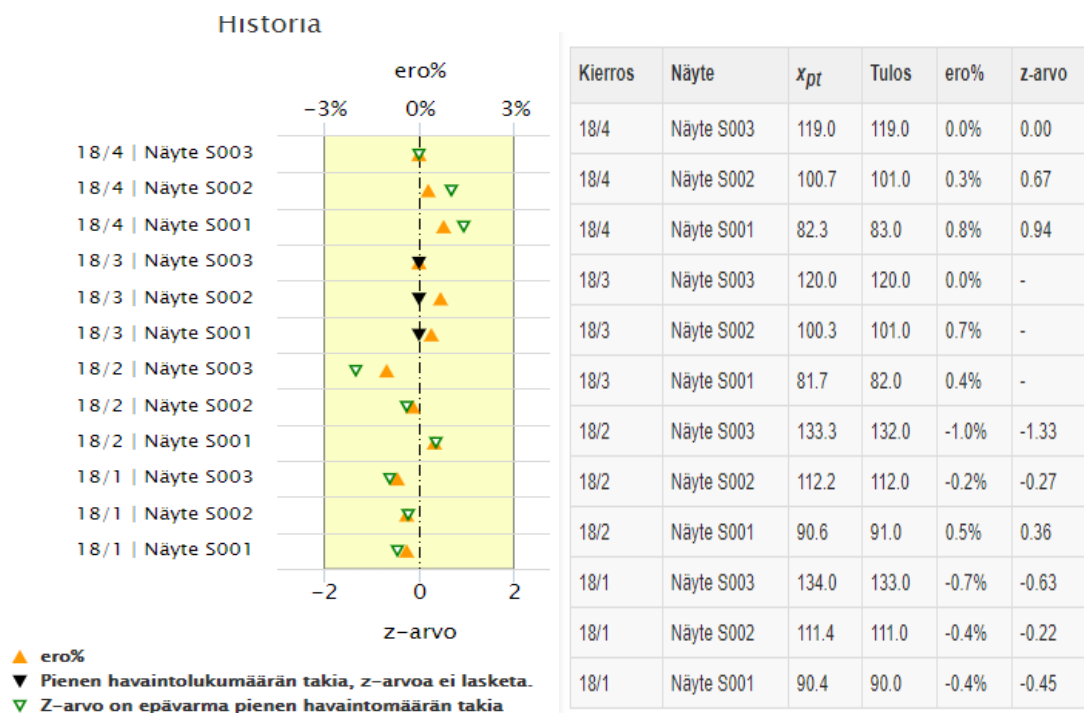 Historia
ero%
−3% 0% 3%
18/4 | Näyte S003
18/4 | Näyte S002
18/4 | Näyte S001
18/3 | Näyte S003
18/3 | Näyte S002
18/3 | Näyte S001
18/2 | Näyte S003
18/2 | Näyte S002
18/2 | Näyte S001
18/1 | Näyte S003
18/1 | Näyte S002
18/1 | Näyte S001
−2 0 2
z−arvo
ero%
Pienen havaintolukumäärän takia, z−arvoa ei lasketa.
Z−arvo on epävarma pienen havaintomäärän takia
Kierros Näyte xpt Tulos ero% z-arvo
18/4 Näyte S003 119.0 119.0 0.0% 0.00
18/4 Näyte S002 100.7 101.0 0.3% 0.67
18/4 Näyte S001 82.3 83.0 0.8% 0.94
18/3 Näyte S003 120.0 120.0 0.0% -
18/3 Näyte S002 100.3 101.0 0.7% -
18/3 Näyte S001 81.7 82.0 0.4% -
18/2 Näyte S003 133.3 132.0 -1.0% -1.33
18/2 Näyte S002 112.2 112.0 -0.2% -0.27
18/2 Näyte S001 90.6 91.0 0.5% 0.36
18/1 Näyte S003 134.0 133.0 -0.7% -0.63
18/1 Näyte S002 111.4 111.0 -0.4% -0.22
18/1 Näyte S001 90.4 90.0 -0.4% -0.45